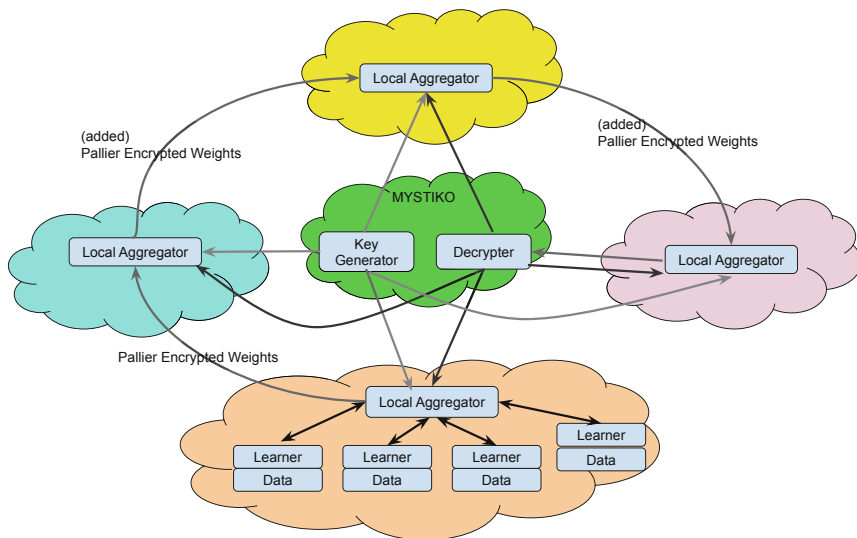 Local Aggregator
(added)
Pallier Encrypted Weights
(added)
Pallier Encrypted Weights
MYSTIKO
Local Aggregator
Key
Generator
Decrypter
Local Aggregator
Pallier Encrypted Weights
Local Aggregator
Learner
Data
Learner
Data
Learner
Data
Learner
Data